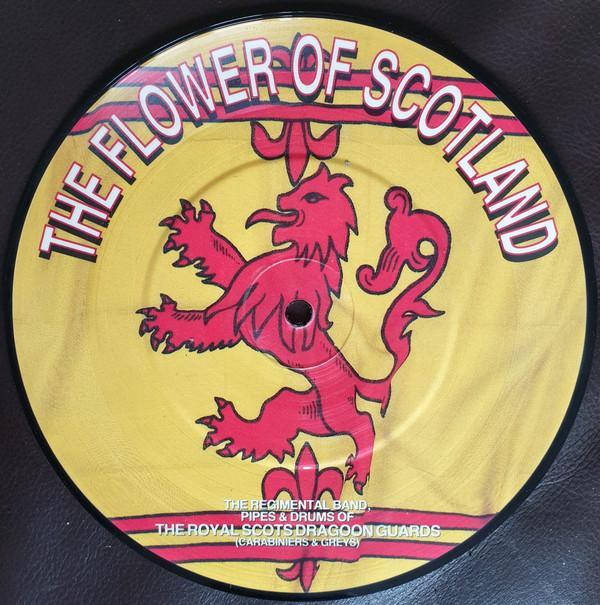 THE FLOWER OF SCOTLAND
THE REGIMENTAL BAND,
PIPES & DRUMS OF
THE ROYAL SCOTS DRAGOON GUARDS
(CARABINIERS & GREYS)